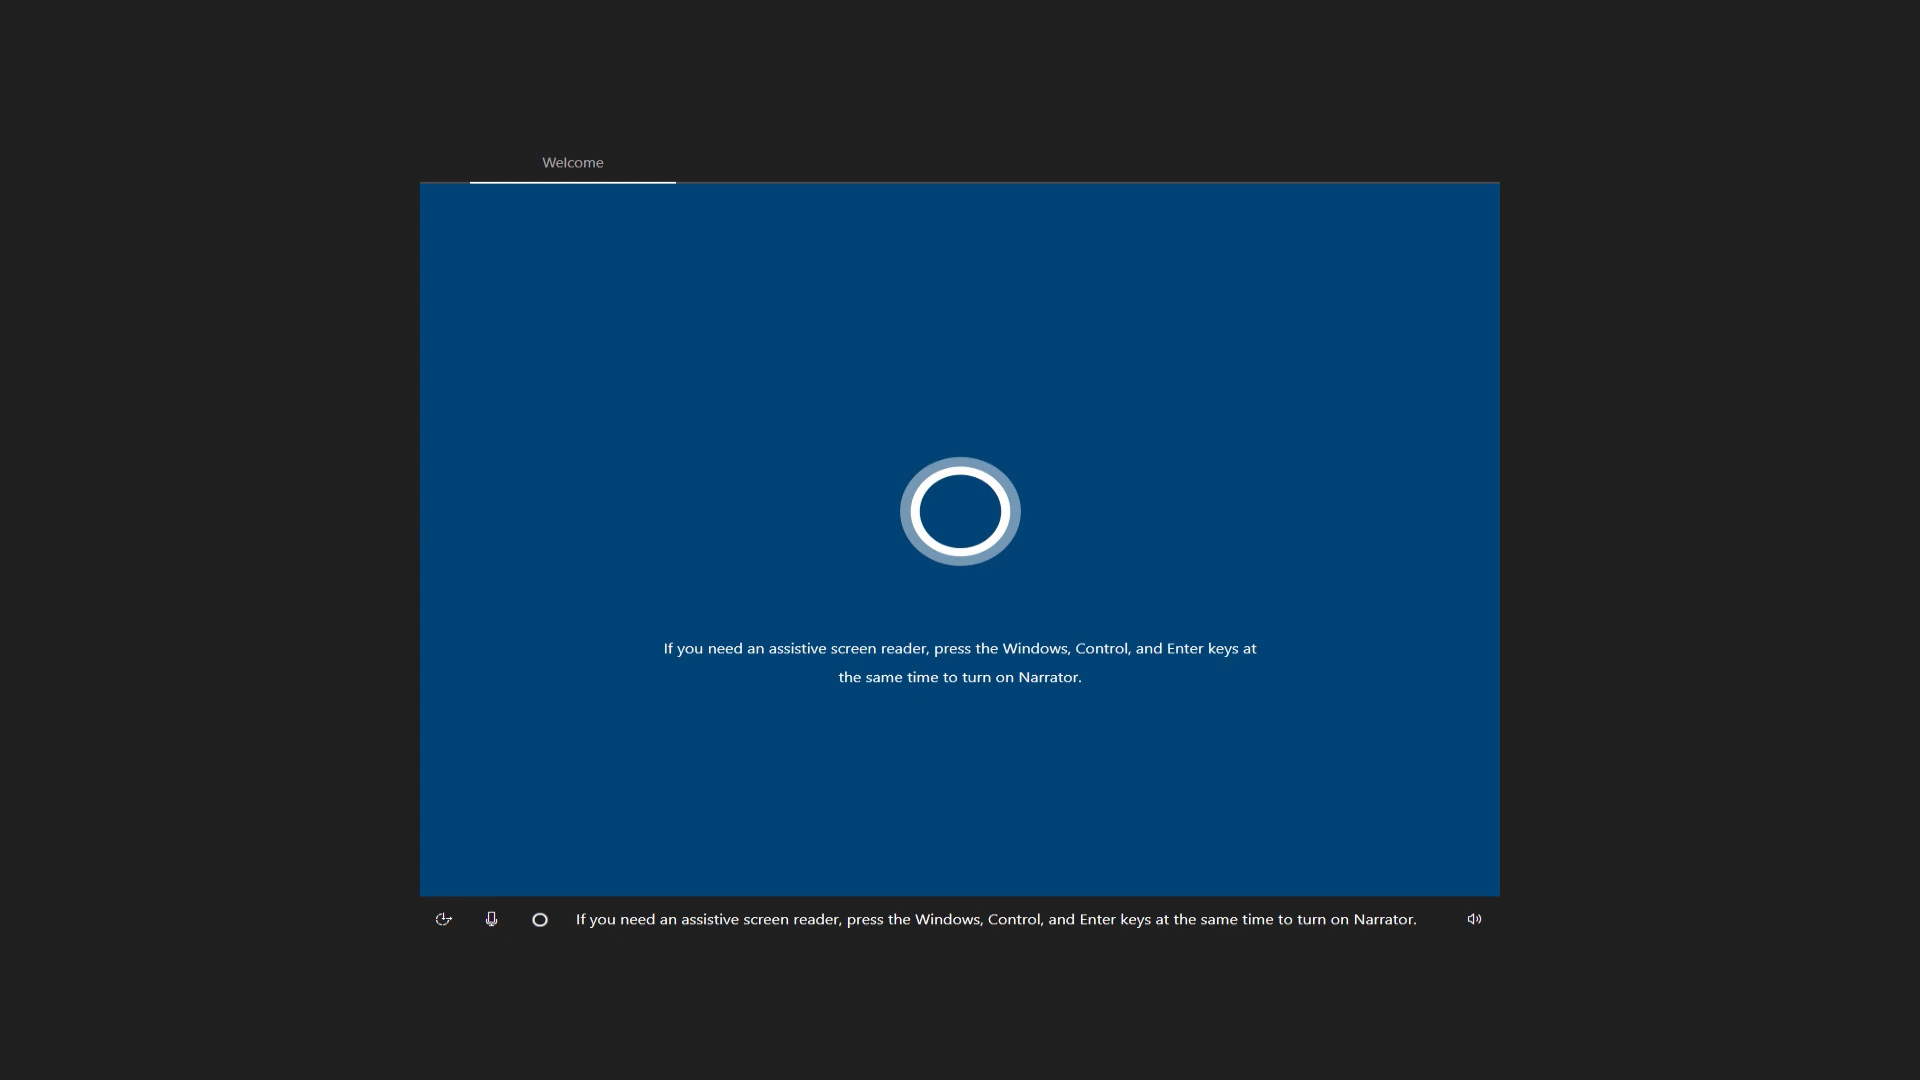 Welcome
If you need an assistive screen reader, press the Windows, Control, and Enter keys at
the same time to turn on Narrator.
If you need an assistive screen reader, press the Windows, Control, and Enter keys at the same time to turn on Narrator.